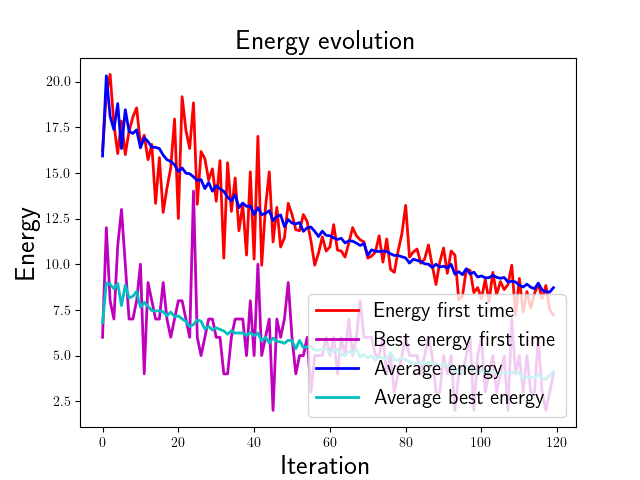 Energy evolution
Energy
20.0
17.5
15.0
12.5
10.0
7.5
5.0
2.5
Energy first time
Best energy first time
Average energy
Average best energy
0
20
40
60
80
100
120
Iteration